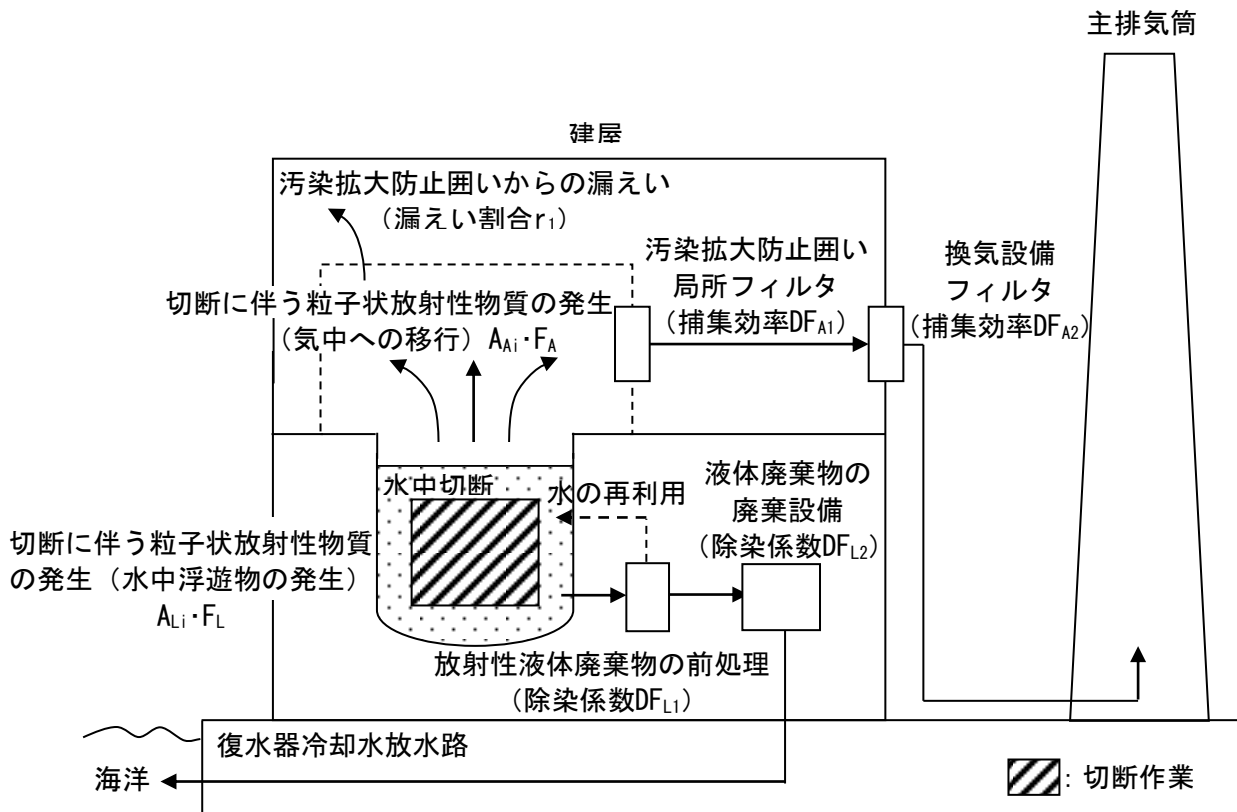 主排気筒
建屋
汚染拡大防止囲いからの漏えい
(漏えい割合r₁)
汚染拡大防止囲い
局所フィルタ
(捕集効率DF_A1)
換気設備
フィルタ
(捕集効率DF_A2)
切断に伴う粒子状放射性物質の発生
(気中への移行) A_Ai・F_A
水中切断
水の再利用
液体廃棄物の
廃棄設備
(除染係数DF_L2)
切断に伴う粒子状放射性物質
の発生(水中浮遊物の発生)
A_Li・F_L
放射性液体廃棄物の前処理
(除染係数DF_L1)
復水器冷却水放水路
海洋
:切断作業